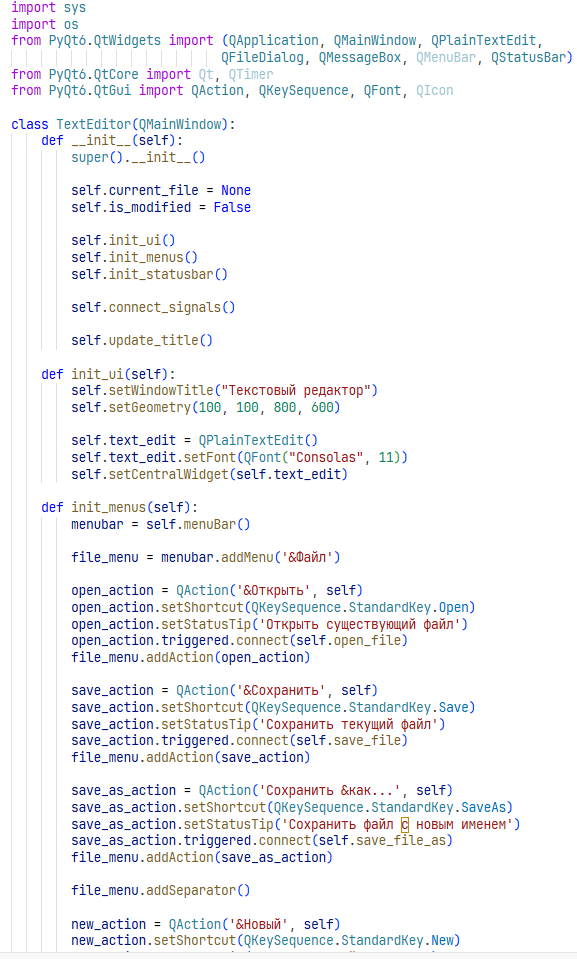 import sys
import os
from PyQt6.QtWidgets import (QApplication, QMainWindow, QPlainTextEdit,
                             QFileDialog, QMessageBox, QMenuBar, QStatusBar)
from PyQt6.QtCore import Qt, QTimer
from PyQt6.QtGui import QAction, QKeySequence, QFont, QIcon

class TextEditor(QMainWindow):
    def __init__(self):
        super().__init__()

        self.current_file = None
        self.is_modified = False

        self.init_ui()
        self.init_menus()
        self.init_statusbar()

        self.connect_signals()

        self.update_title()

    def init_ui(self):
        self.setWindowTitle("Текстовый редактор")
        self.setGeometry(100, 100, 800, 600)

        self.text_edit = QPlainTextEdit()
        self.text_edit.setFont(QFont("Consolas", 11))
        self.setCentralWidget(self.text_edit)

    def init_menus(self):
        menubar = self.menuBar()

        file_menu = menubar.addMenu('&Файл')

        open_action = QAction('&Открыть', self)
        open_action.setShortcut(QKeySequence.StandardKey.Open)
        open_action.setStatusTip('Открыть существующий файл')
        open_action.triggered.connect(self.open_file)
        file_menu.addAction(open_action)

        save_action = QAction('&Сохранить', self)
        save_action.setShortcut(QKeySequence.StandardKey.Save)
        save_action.setStatusTip('Сохранить текущий файл')
        save_action.triggered.connect(self.save_file)
        file_menu.addAction(save_action)

        save_as_action = QAction('Сохранить &как...', self)
        save_as_action.setShortcut(QKeySequence.StandardKey.SaveAs)
        save_as_action.setStatusTip('Сохранить файл с новым именем')
        save_as_action.triggered.connect(self.save_file_as)
        file_menu.addAction(save_as_action)

        file_menu.addSeparator()

        new_action = QAction('&Новый', self)
        new_action.setShortcut(QKeySequence.StandardKey.New)